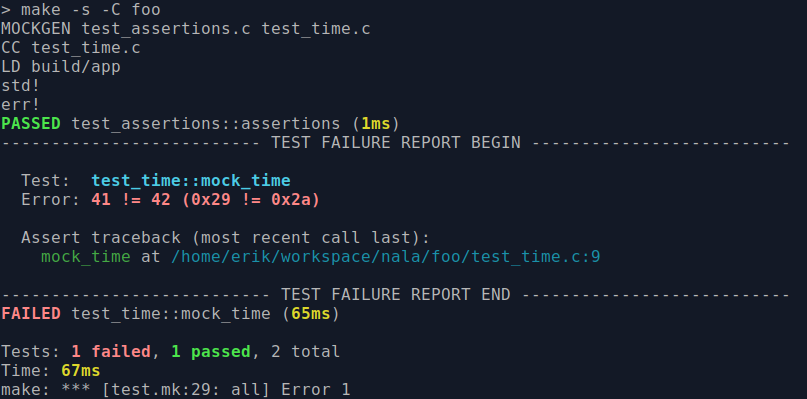 > make -s -C foo
MOCKGEN test_assertions.c test_time.c
CC test_time.c
LD build/app
std!
err!
PASSED test_assertions::assertions (1ms)
-------------------------- TEST FAILURE REPORT BEGIN --------------------------
Test:  test_time::mock_time
Error: 41 != 42 (0x29 != 0x2a)
Assert traceback (most recent call last):
mock_time at /home/erik/workspace/nala/foo/test_time.c:9
--------------------------- TEST FAILURE REPORT END ---------------------------
FAILED test_time::mock_time (65ms)
Tests: 1 failed, 1 passed, 2 total
Time: 67ms
make: *** [test.mk:29: all] Error 1